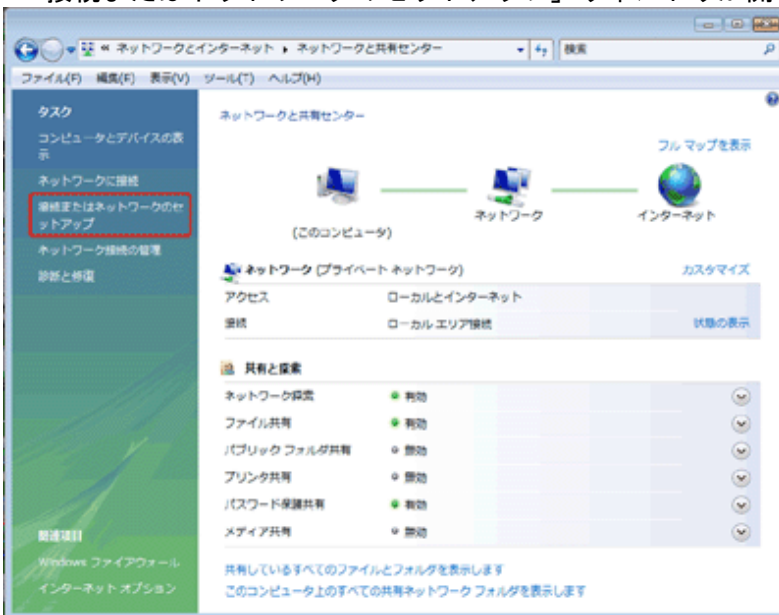 ネットワークとインターネット ▸ ネットワークと共有センター 検索
ファイル(F) 編集(E) 表示(V) ツール(T) ヘルプ(H)
タスク
コンピュータとデバイスの表
示
ネットワークに接続
接続またはネットワークのセ
ットアップ
ネットワーク接続の管理
診断と修復
関連項目
Windows ファイアウォール
インターネット オプション
ネットワークと共有センター
フル マップを表示
(このコンピュータ)
ネットワーク
インターネット
ネットワーク (プライベート ネットワーク) カスタマイズ
アクセス ローカルとインターネット
接続 ローカル エリア接続 状態の表示
共有と探索
ネットワーク探索 有効
ファイル共有 有効
パブリック フォルダ共有 無効
プリンタ共有 無効
パスワード保護共有 有効
メディア共有 無効
共有しているすべてのファイルとフォルダを表示します
このコンピュータ上のすべての共有ネットワーク フォルダを表示します